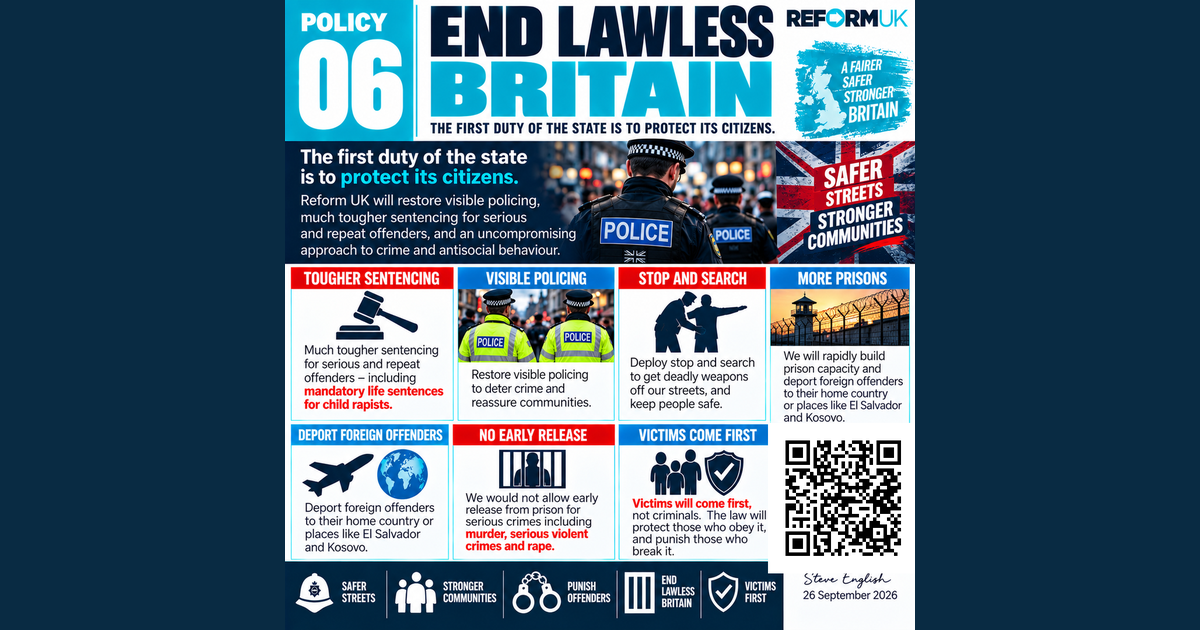 POLICY
06
END LAWLESS
BRITAIN
THE FIRST DUTY OF THE STATE IS TO PROTECT ITS CITIZENS.
REFORM UK
A FAIRER
SAFER
STRONGER
BRITAIN
The first duty of the state
is to protect its citizens.
Reform UK will restore visible policing,
much tougher sentencing for serious
and repeat offenders, and an uncompromising
approach to crime and antisocial behaviour.
POLICE
POLICE
SAFER
STREETS
STRONGER
COMMUNITIES
TOUGHER SENTENCING
Much tougher sentencing
for serious and repeat
offenders – including
mandatory life sentences
for child rapists.
VISIBLE POLICING
POLICE
POLICE
Restore visible policing
to deter crime and
reassure communities.
STOP AND SEARCH
Deploy stop and search
to get deadly weapons
off our streets, and
keep people safe.
MORE PRISONS
We will rapidly build
prison capacity and
deport foreign offenders
to their home country
or places like El Salvador
and Kosovo.
DEPORT FOREIGN OFFENDERS
Deport foreign offenders
to their home country or
places like El Salvador
and Kosovo.
NO EARLY RELEASE
We would not allow early
release from prison for
serious crimes including
murder, serious violent
crimes and rape.
VICTIMS COME FIRST
Victims will come first,
not criminals. The law will
protect those who obey it,
and punish those who
break it.
Steve English
26 September 2026
SAFER
STREETS
STRONGER
COMMUNITIES
PUNISH
OFFENDERS
END
LAWLESS
BRITAIN
VICTIMS
FIRST